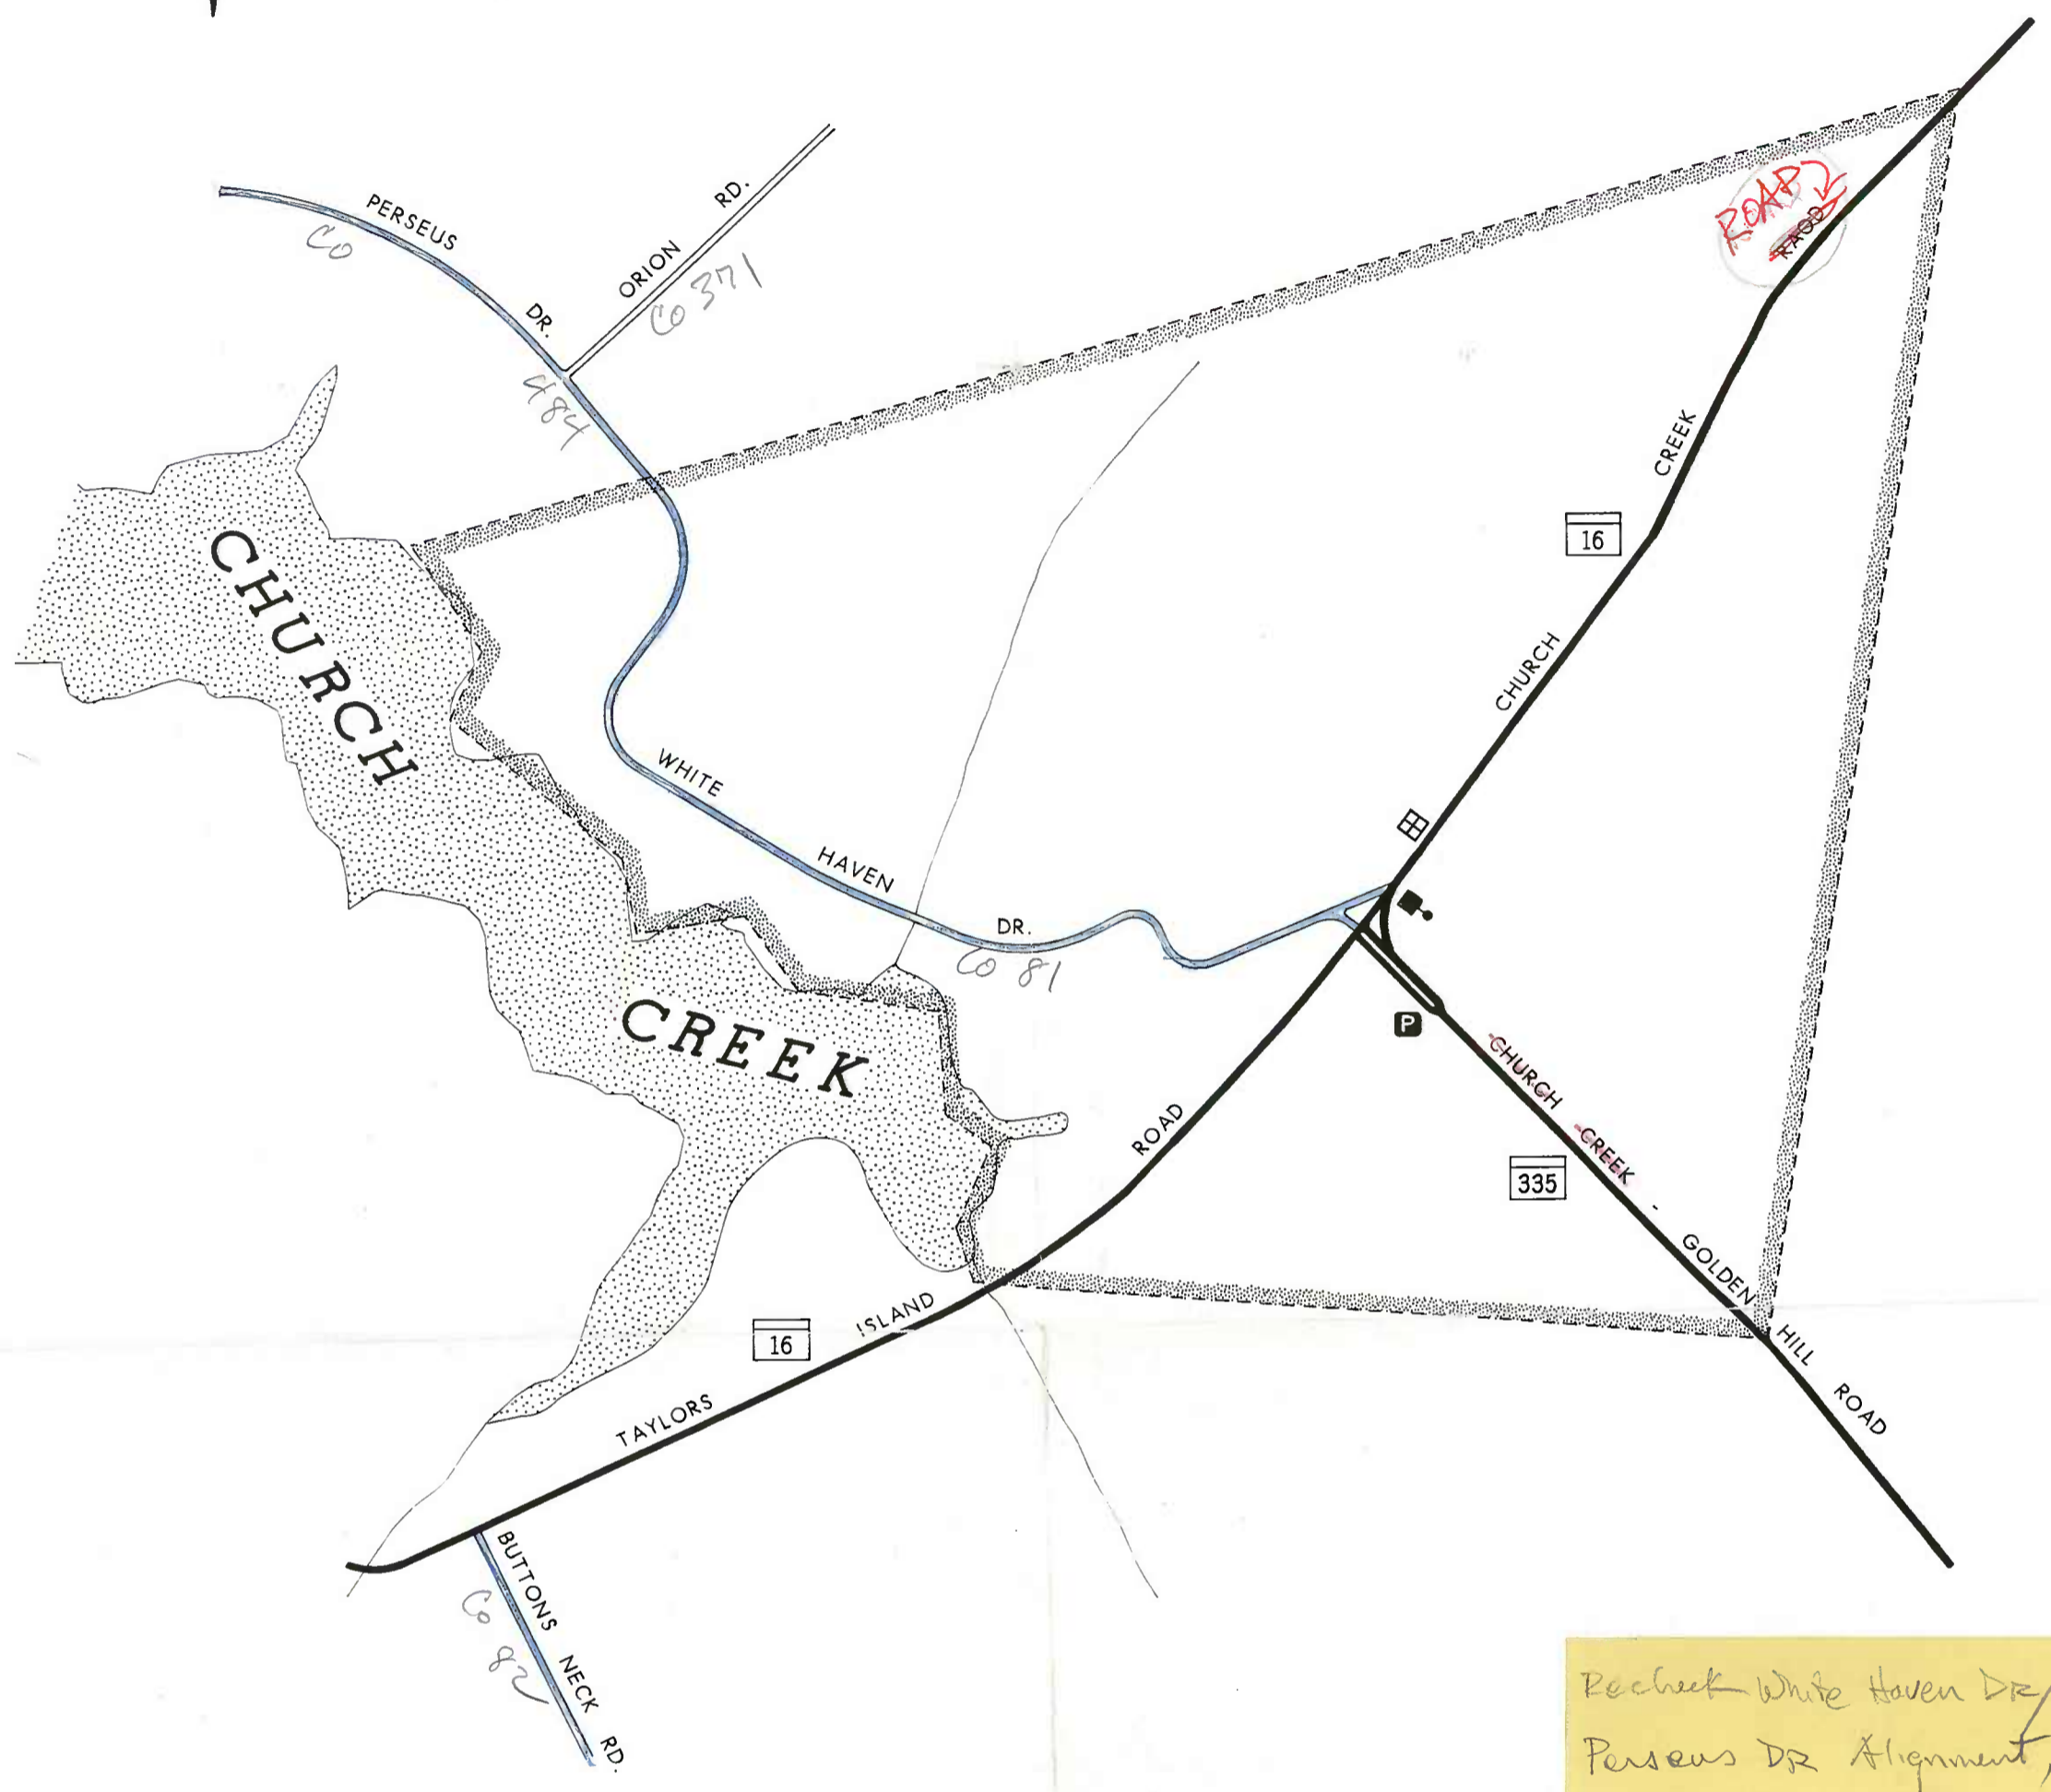 PERSEUS DR.
Co
484
ORION RD.
Co 371
ROAD
RAOD
CHURCH CREEK
16
CHURCH CREEK
WHITE HAVEN DR.
Co 81
P
CHURCH CREEK - GOLDEN HILL ROAD
335
TAYLORS ISLAND ROAD
16
BUTTONS NECK RD.
Co 82
Recheck White Haven DR/
Perseus DR Alignment,